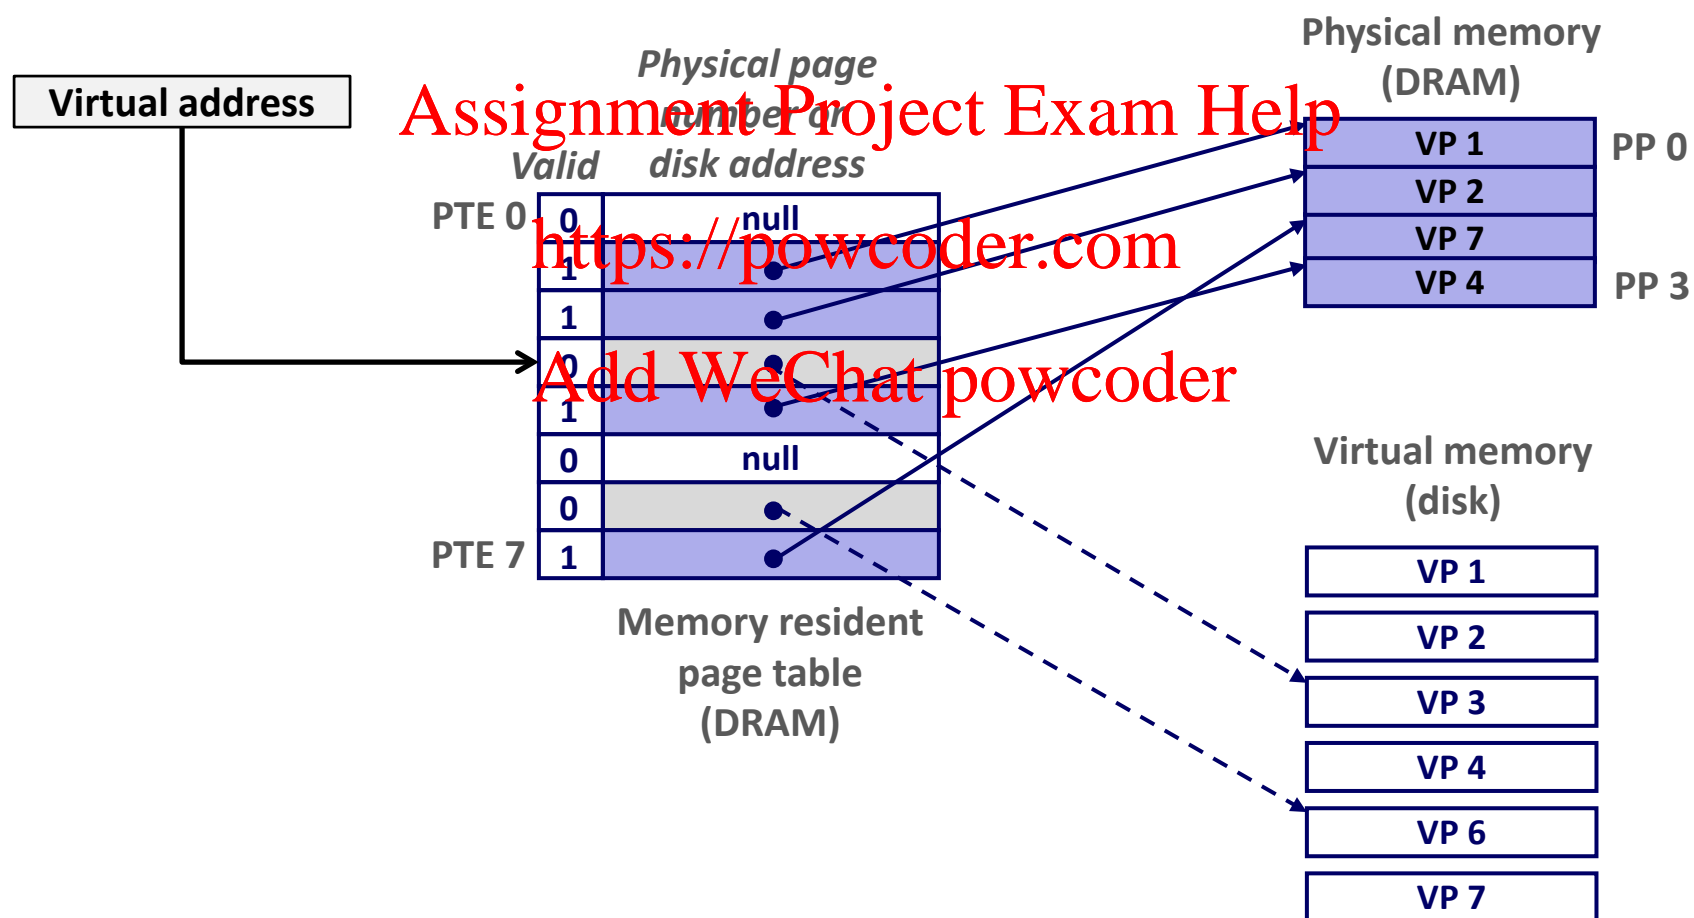 Physical memory
(DRAM)
Virtual address
Physical page
number or
disk address
Valid
Assignment Project Exam Help
VP 1
PP 0
VP 2
VP 7
VP 4
PP 3
PTE 0
0
null
https://powcoder.com
1
1
0
Add WeChat powcoder
1
0
null
0
PTE 7
1
Memory resident
page table
(DRAM)
Virtual memory
(disk)
VP 1
VP 2
VP 3
VP 4
VP 6
VP 7